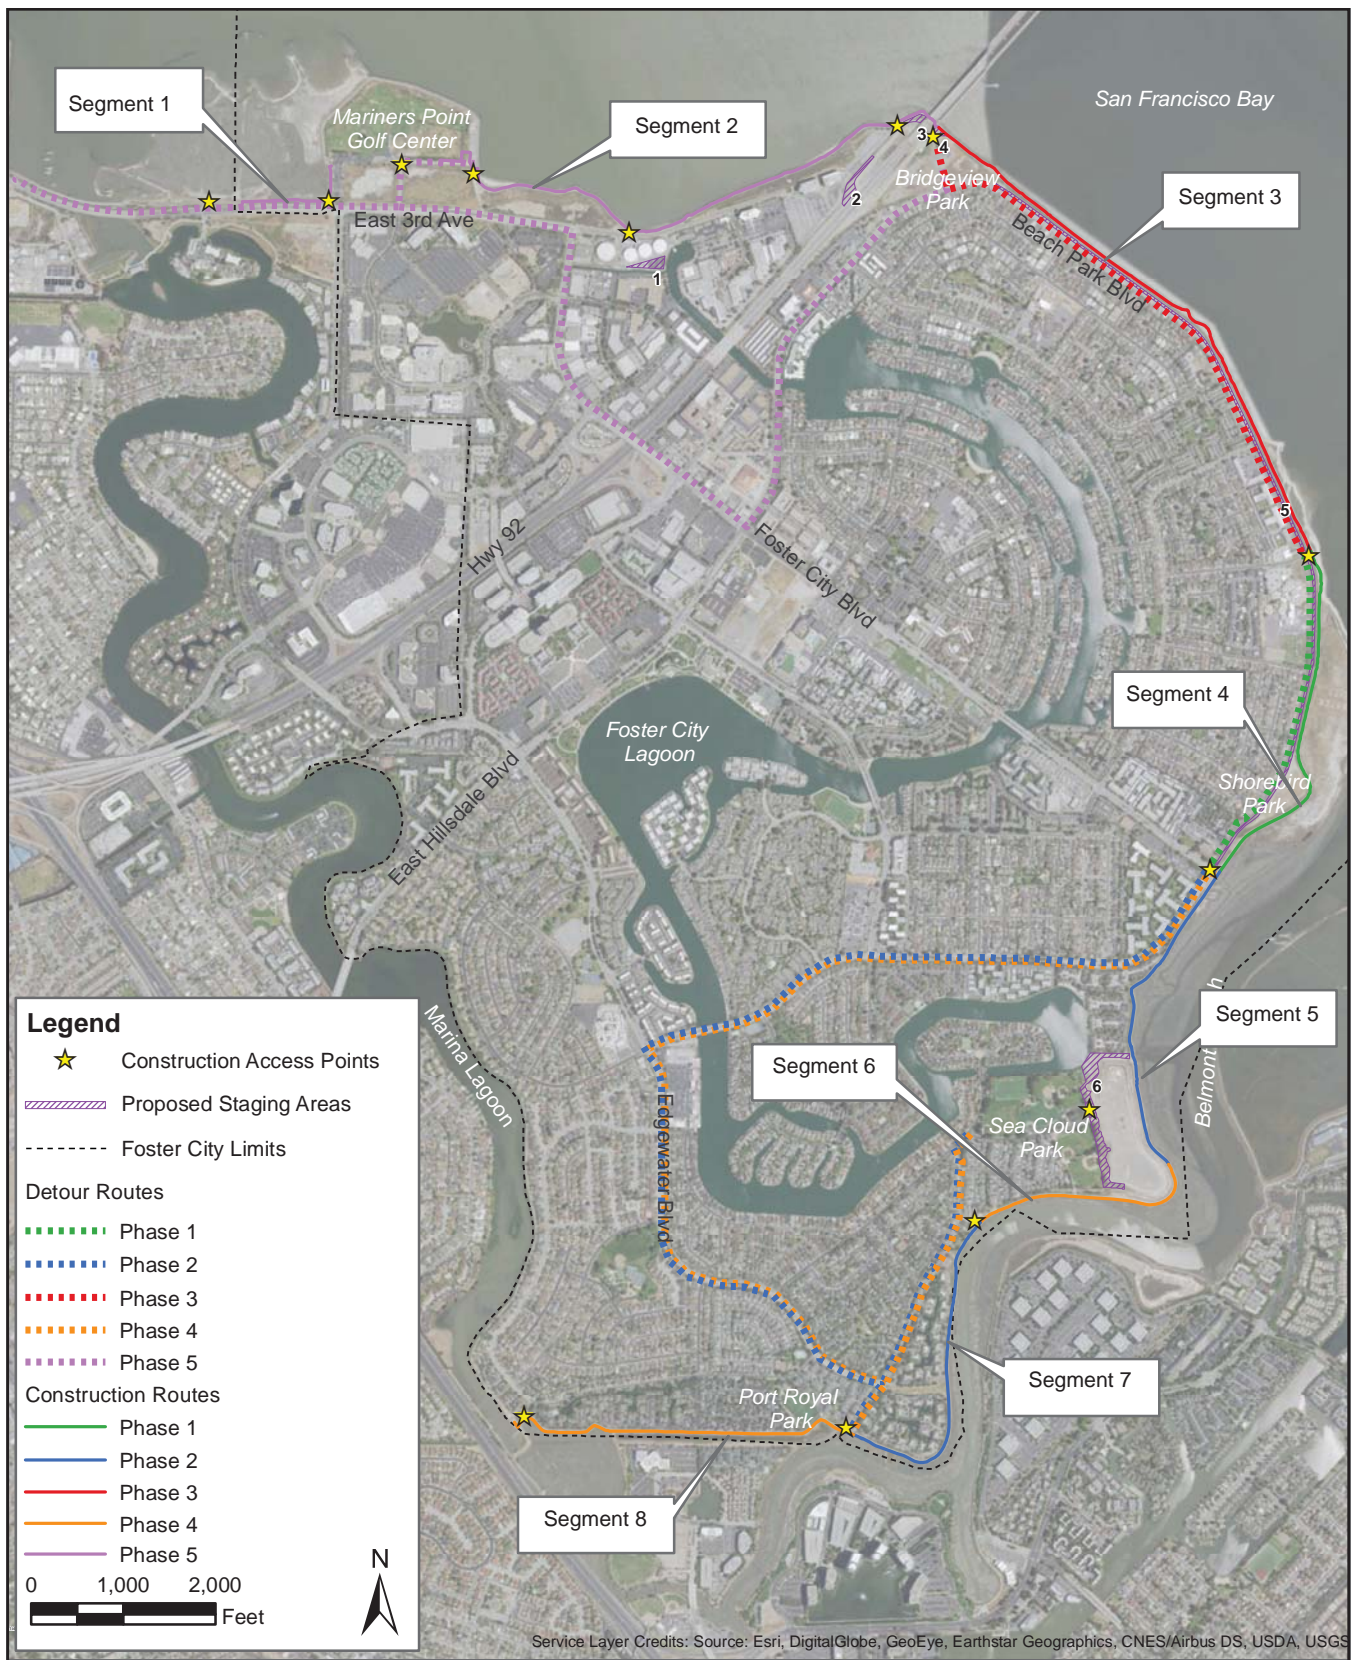 Segment 1
Mariners Point
Golf Center
Segment 2
San Francisco Bay
3
4
Bridgeview
Park
2
Segment 3
East 3rd Ave
Beach Park Blvd
1
5
Hwy 92
Foster City Blvd
Segment 4
Foster City
Lagoon
East Hillsdale Blvd
Shorebird
Park
Marina Lagoon
Segment 5
Belmont
h
Segment 6
6
Sea Cloud
Park
Edgewater Blvd
Port Royal
Park
Segment 7
Segment 8
Legend
Construction Access Points
Proposed Staging Areas
Foster City Limits
Detour Routes
Phase 1
Phase 2
Phase 3
Phase 4
Phase 5
Construction Routes
Phase 1
Phase 2
Phase 3
Phase 4
Phase 5
N
0 1,000 2,000
Feet
Service Layer Credits: Source: Esri, DigitalGlobe, GeoEye, Earthstar Geographics, CNES/Airbus DS, USDA, USGS